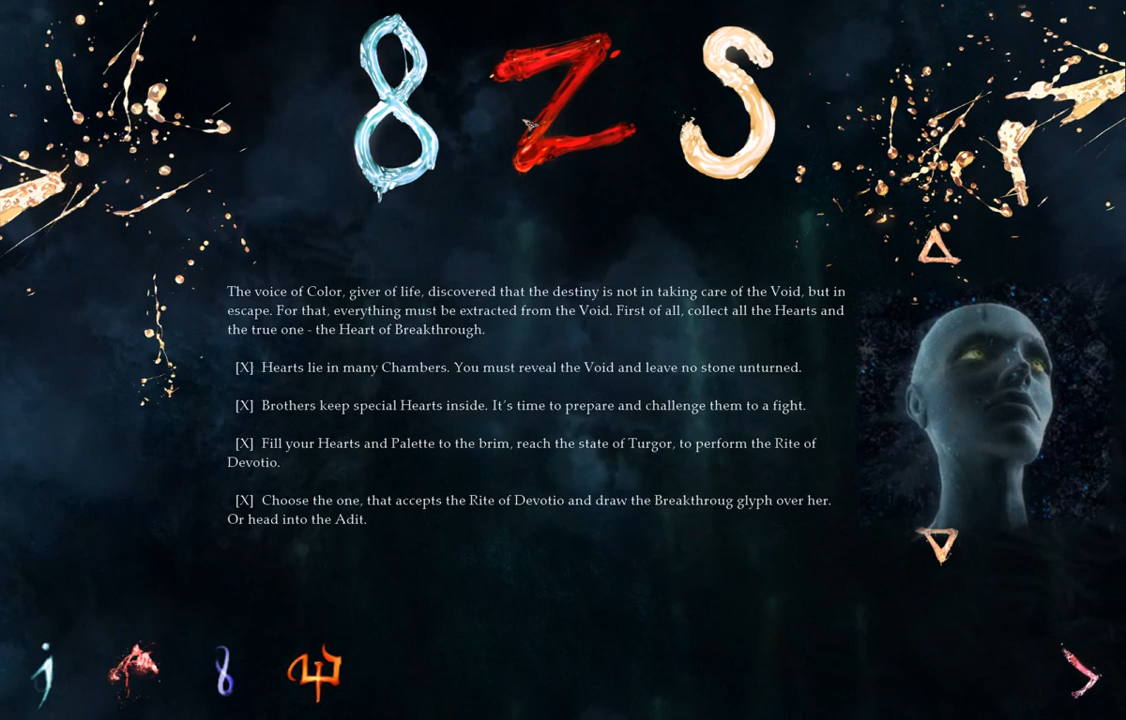 8 Z S
The voice of Color, giver of life, discovered that the destiny is not in taking care of the Void, but in
escape. For that, everything must be extracted from the Void. First of all, collect all the Hearts and
the true one - the Heart of Breakthrough.
[X] Hearts lie in many Chambers. You must reveal the Void and leave no stone unturned.
[X] Brothers keep special Hearts inside. It's time to prepare and challenge them to a fight.
[X] Fill your Hearts and Palette to the brim, reach the state of Turgor, to perform the Rite of
Devotio.
[X] Choose the one, that accepts the Rite of Devotio and draw the Breakthroug glyph over her.
Or head into the Adit.